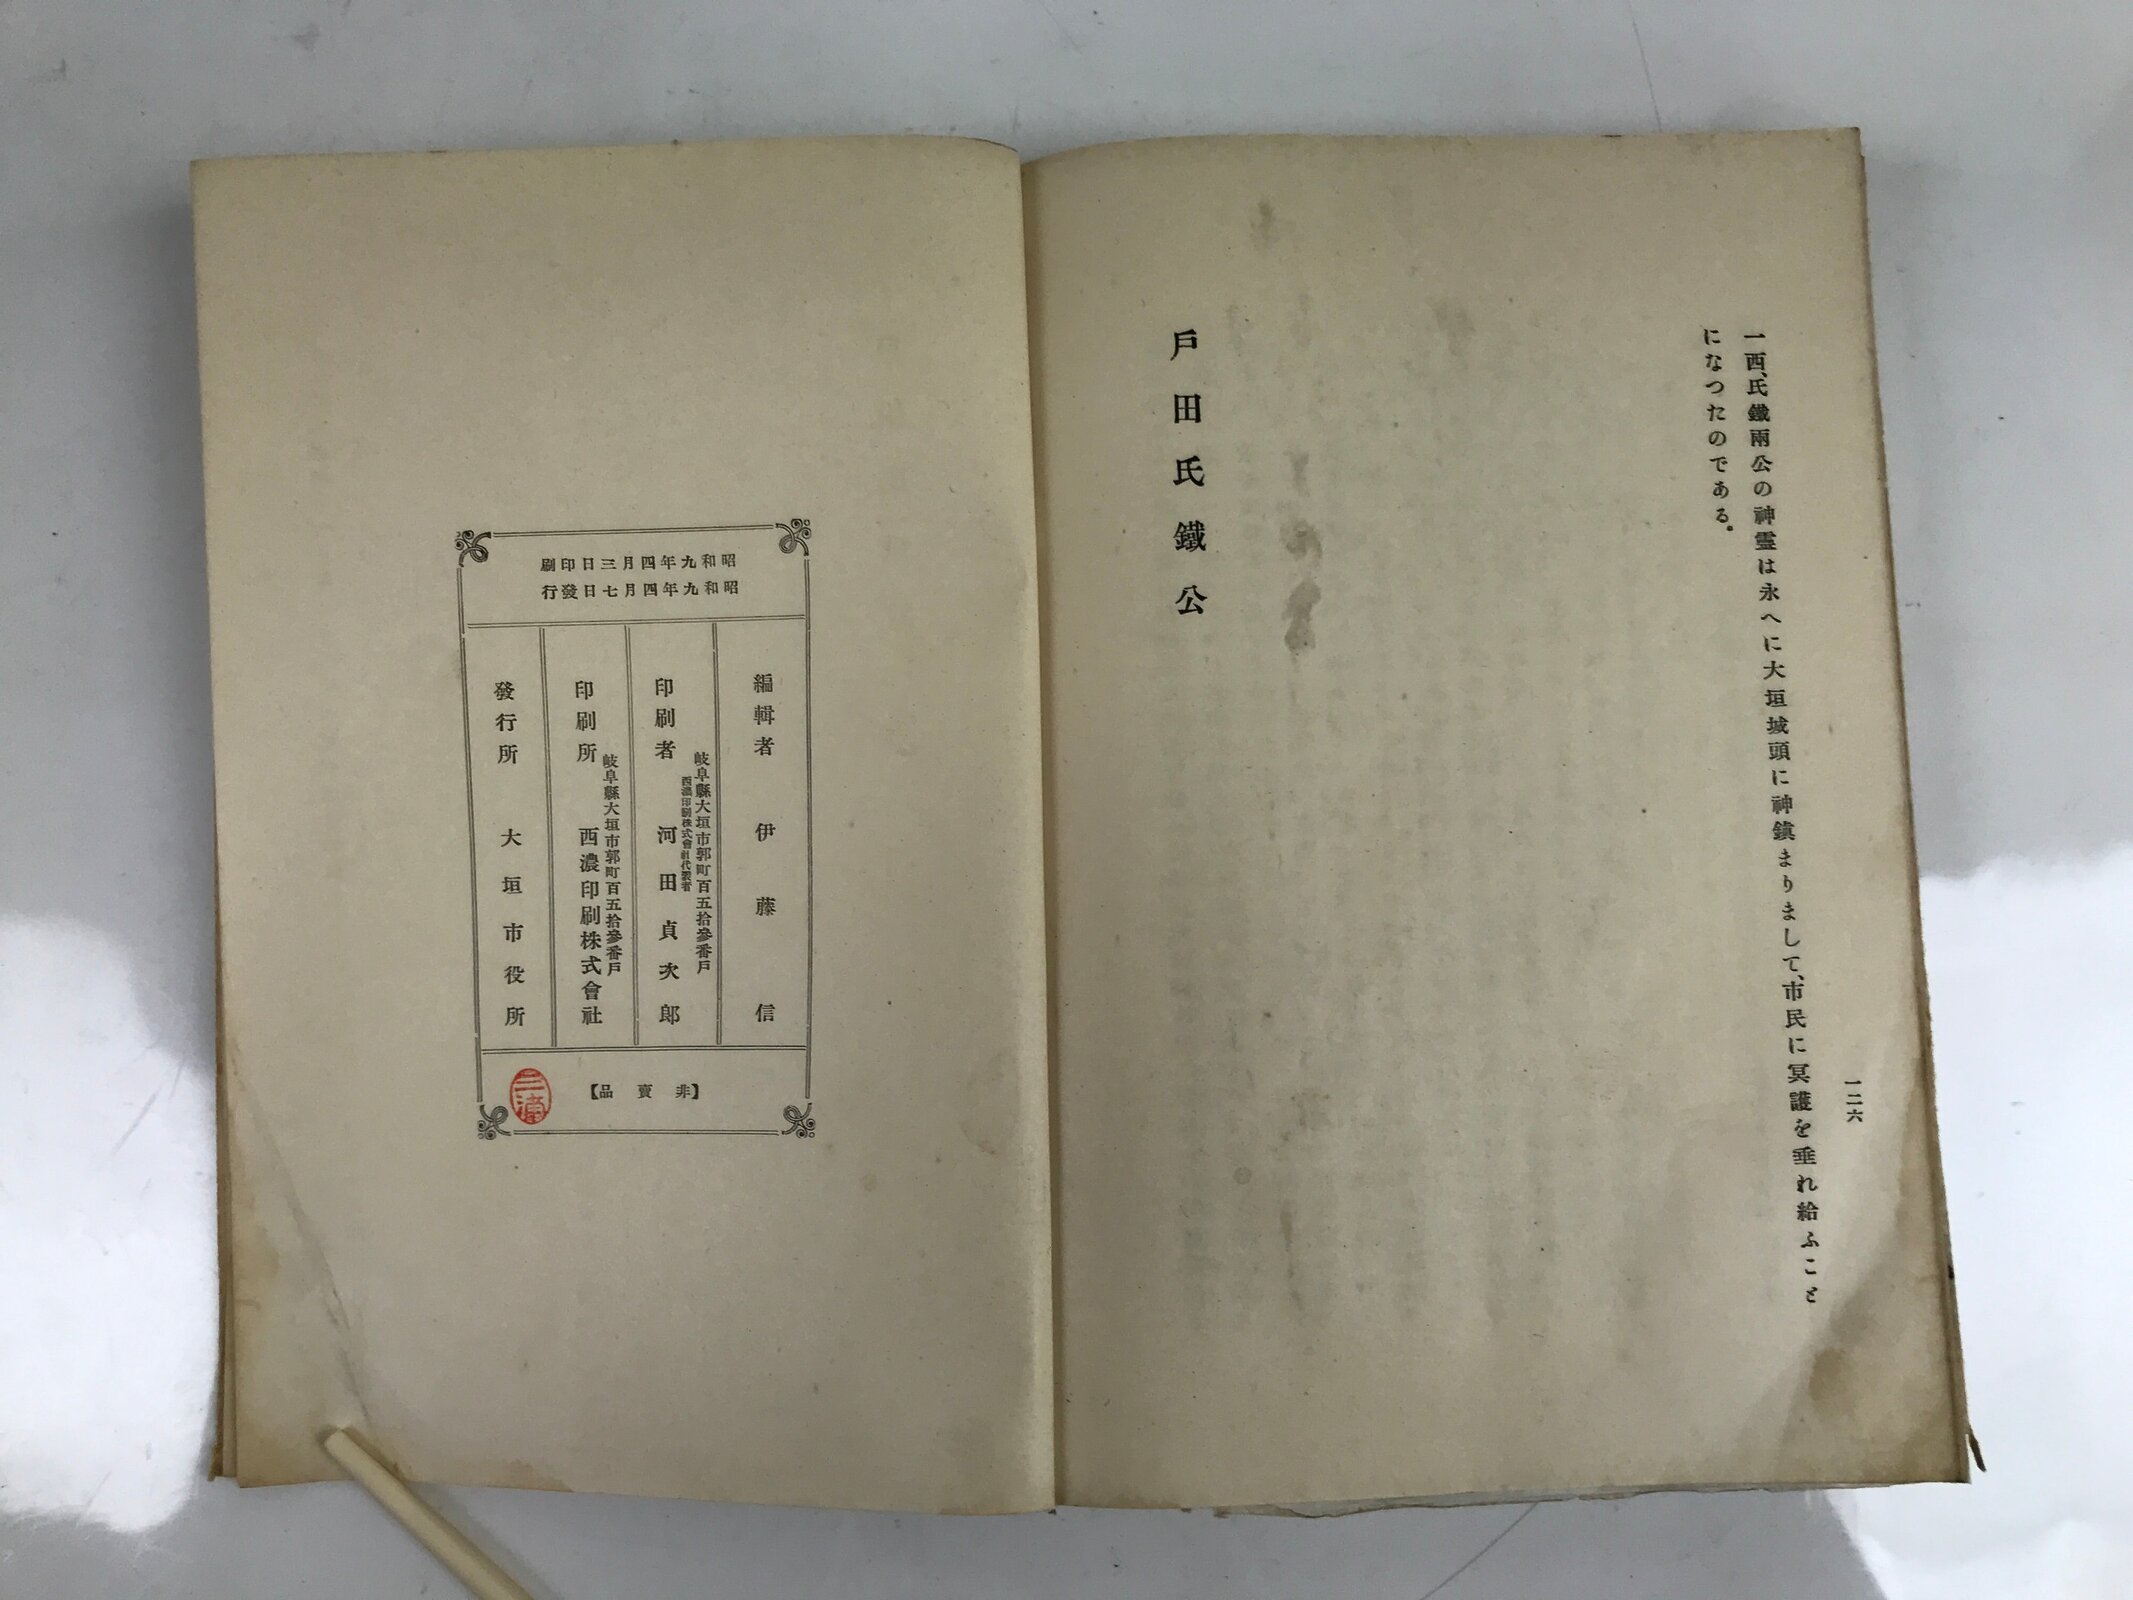 一二六
一西、氏鐵兩公の神靈は永へに大垣城頭に神鎭まりまして、市民に冥護を垂れ給ふこと
になつたのである。
戶田氏鐵公
昭和九年四月三日印刷
昭和九年四月七日發行
編輯者 伊藤信
岐阜縣大垣市郭町百五拾參番戶
西濃印刷株式會社代表者
印刷者 河田貞次郎
岐阜縣大垣市郭町百五拾參番戶
印刷所 西濃印刷株式會社
發行所 大垣市役所
【非賣品】